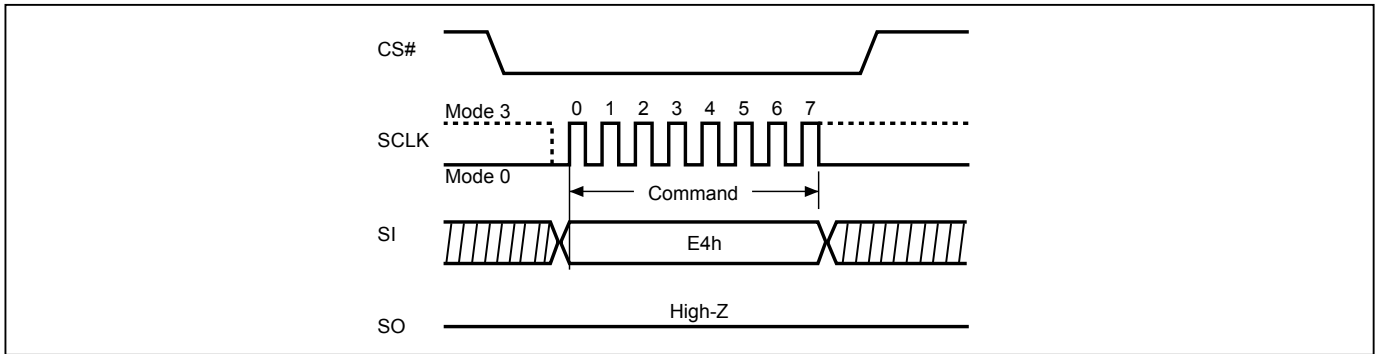 CS#
Mode 3
0 1 2 3 4 5 6 7
SCLK
Mode 0
Command
SI
E4h
High-Z
SO